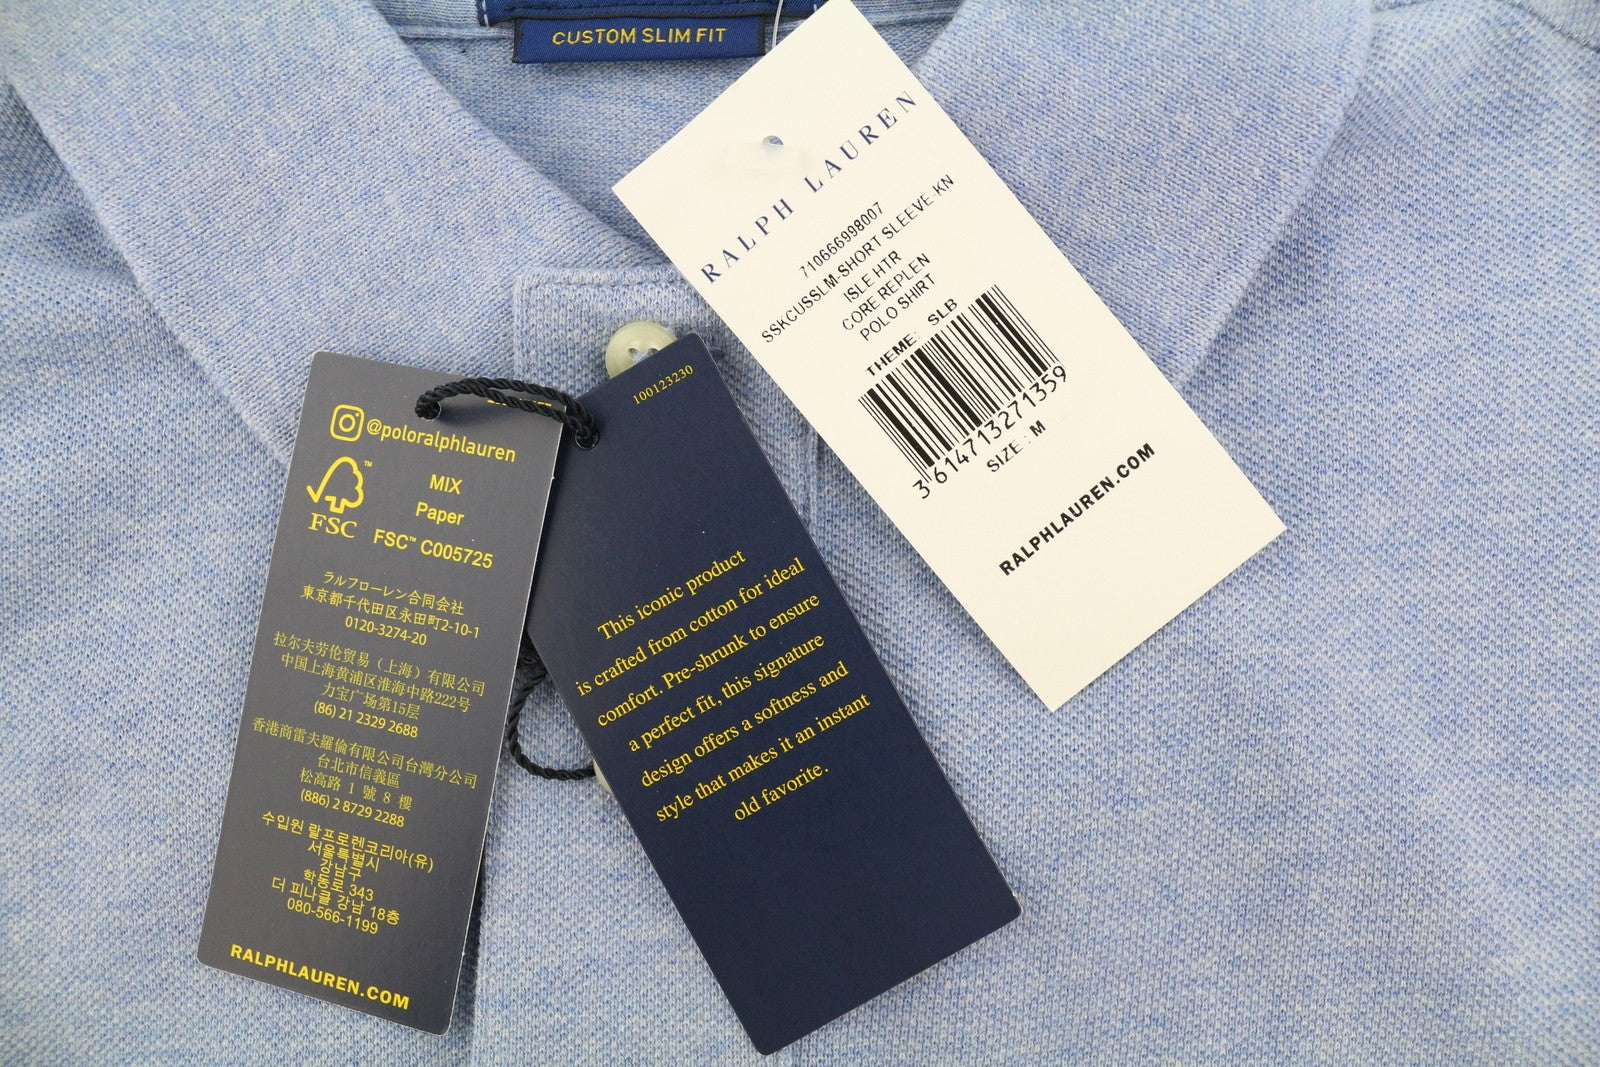 CUSTOM SLIM FIT
RALPH LAUREN
710666998007
SSKCUSSLM-SHORT SLEEVE-KN
ISLE HTR
CORE REPLEN
POLO SHIRT
THEME: SLB
3 614713271359
SIZE: M
RALPHLAUREN.COM
@poloralphlauren
FSC
MIX
Paper
FSC™ C005725
ラルフローレン合同会社
東京都千代田区永田町2-10-1
0120-3274-20
拉尔夫劳伦贸易（上海）有限公司
中国上海黄浦区淮海中路222号
力宝广场第15层
(86) 21 2329 2688
香港商雷夫羅倫有限公司台灣分公司
台北市信義區
松高路 1 號 8 樓
(886) 2 8729 2288
수입원 랄프로렌코리아(유)
서울특별시
강남구
학동로 343
더 피나클 강남 18층
080-566-1199
RALPHLAUREN.COM
100123230
This iconic product
is crafted from cotton for ideal
comfort. Pre-shrunk to ensure
a perfect fit, this signature
design offers a softness and
style that makes it an instant
old favorite.